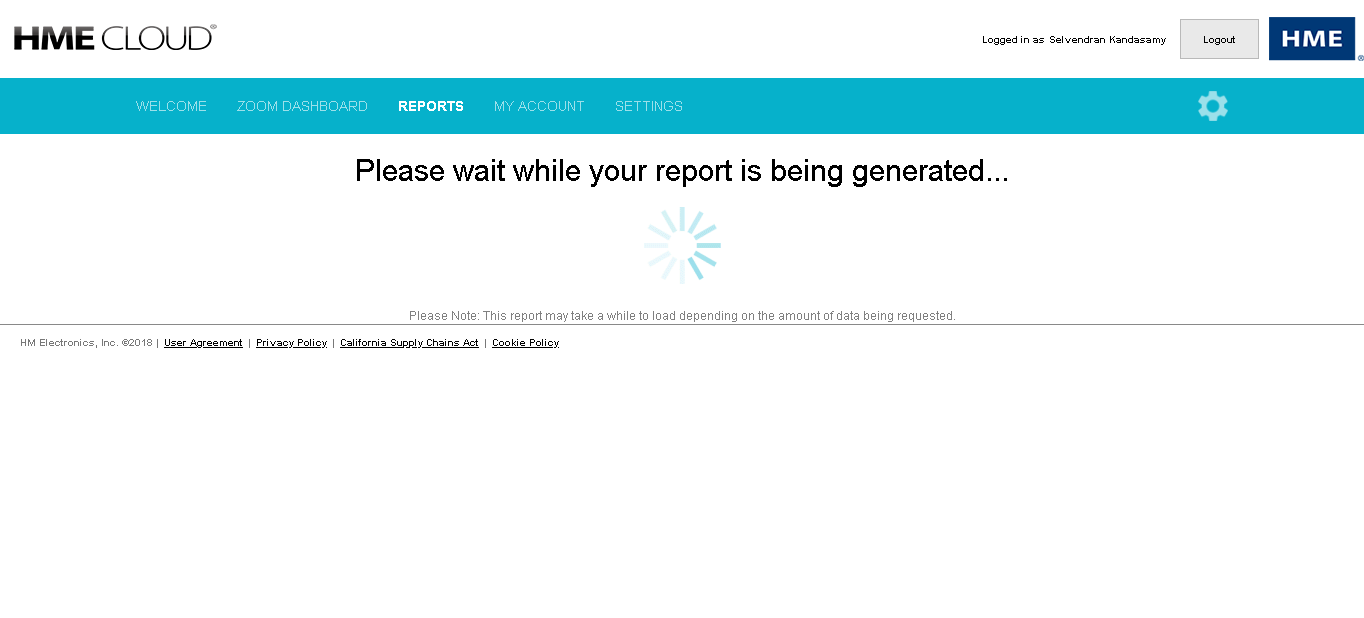 HME CLOUD®
Logged in as Selvendran Kandasamy
Logout
HME®
WELCOME
ZOOM DASHBOARD
REPORTS
MY ACCOUNT
SETTINGS
Please wait while your report is being generated...
Please Note: This report may take a while to load depending on the amount of data being requested.
HM Electronics, Inc. ©2018 | User Agreement | Privacy Policy | California Supply Chains Act | Cookie Policy